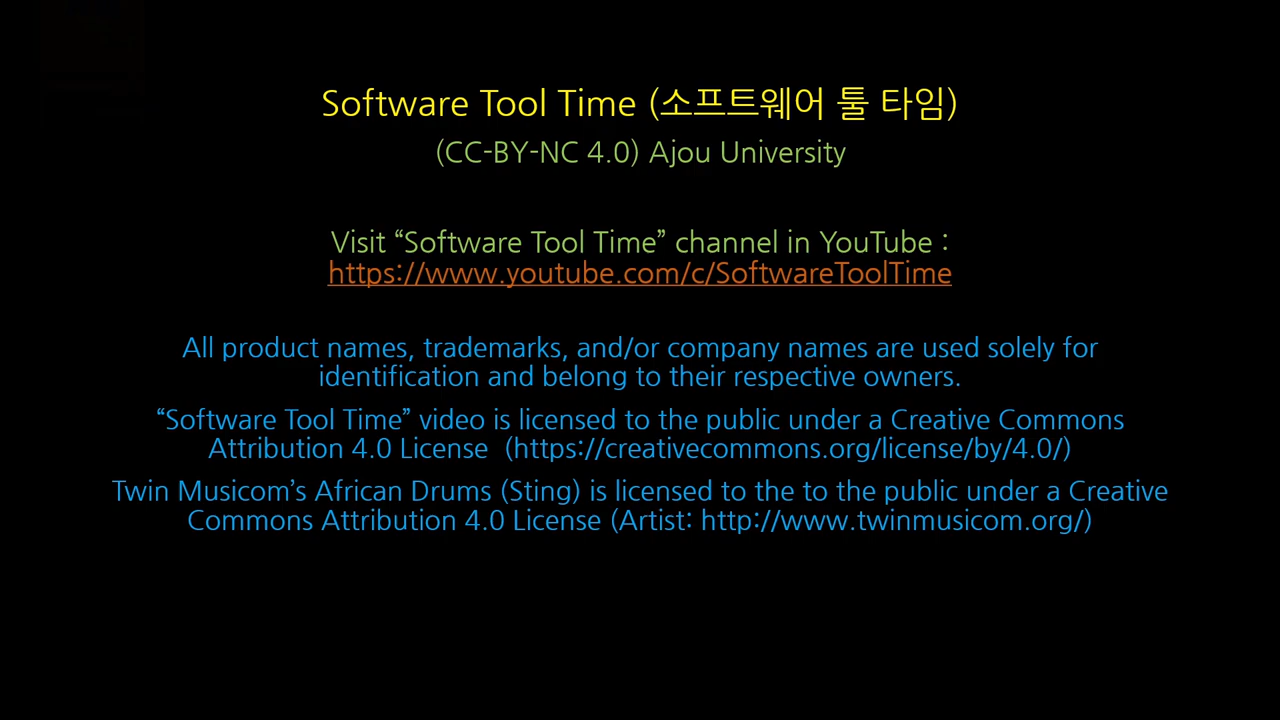 Software Tool Time (소프트웨어 툴 타임)
(CC-BY-NC 4.0) Ajou University
Visit “Software Tool Time” channel in YouTube :
https://www.youtube.com/c/SoftwareToolTime
All product names, trademarks, and/or company names are used solely for
identification and belong to their respective owners.
“Software Tool Time” video is licensed to the public under a Creative Commons
Attribution 4.0 License  (https://creativecommons.org/license/by/4.0/)
Twin Musicom’s African Drums (Sting) is licensed to the to the public under a Creative
Commons Attribution 4.0 License (Artist: http://www.twinmusicom.org/)